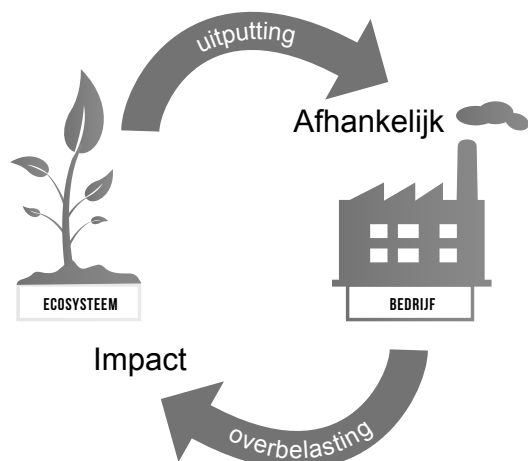 uitputting
Afhankelijk
ECOSYSTEEM
BEDRIJF
Impact
overbelasting